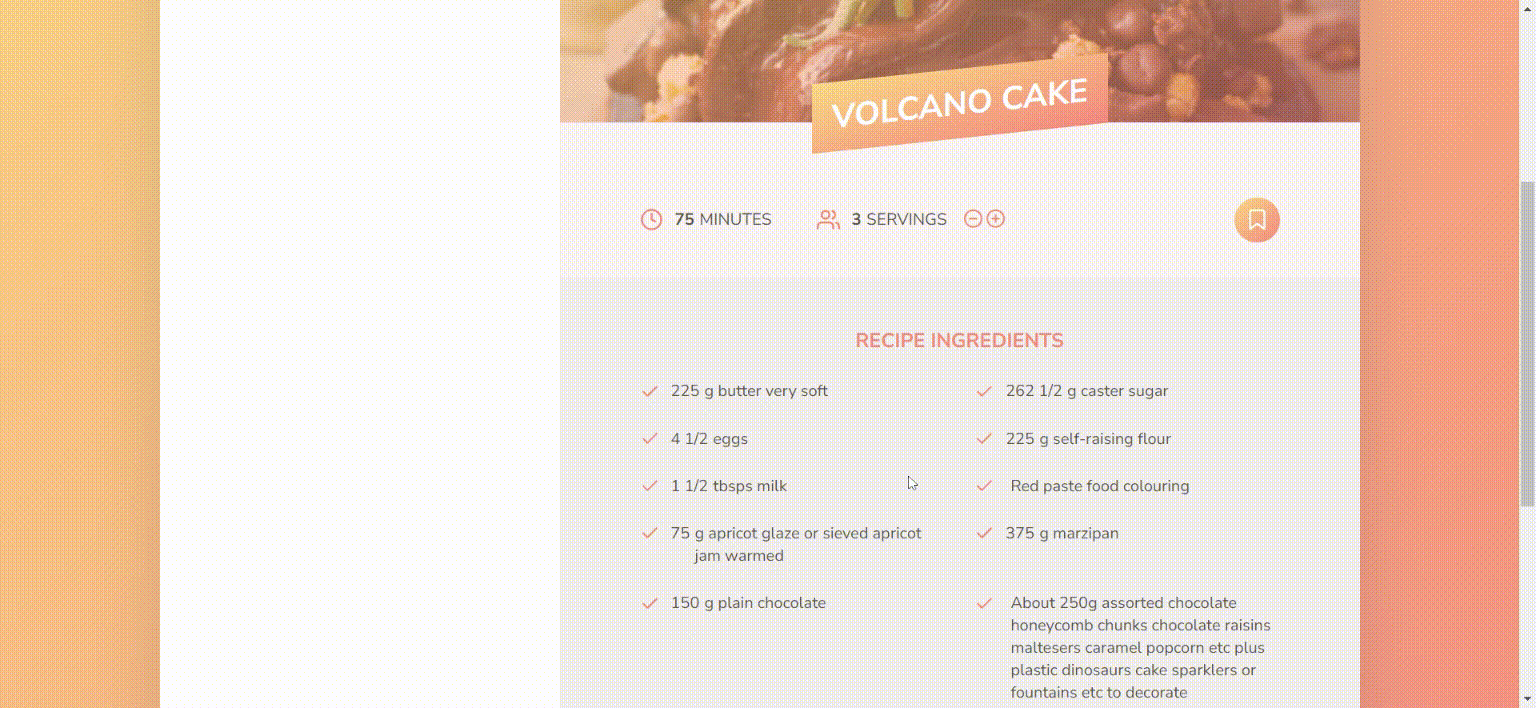 VOLCANO CAKE
75 MINUTES
3 SERVINGS
RECIPE INGREDIENTS
225 g butter very soft
262 1/2 g caster sugar
4 1/2 eggs
225 g self-raising flour
1 1/2 tbsps milk
Red paste food colouring
75 g apricot glaze or sieved apricot
jam warmed
375 g marzipan
150 g plain chocolate
About 250g assorted chocolate
honeycomb chunks chocolate raisins
maltesers caramel popcorn etc plus
plastic dinosaurs cake sparklers or
fountains etc to decorate